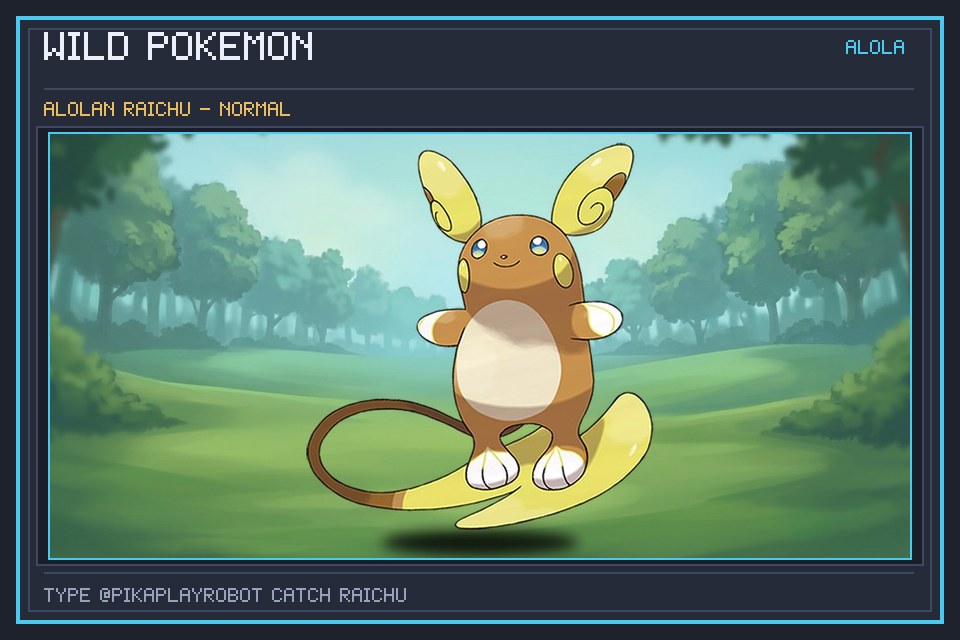 WILD POKEMON
ALOLA
ALOLAN RAICHU - NORMAL
TYPE @PIKAPLAYROBOT CATCH RAICHU